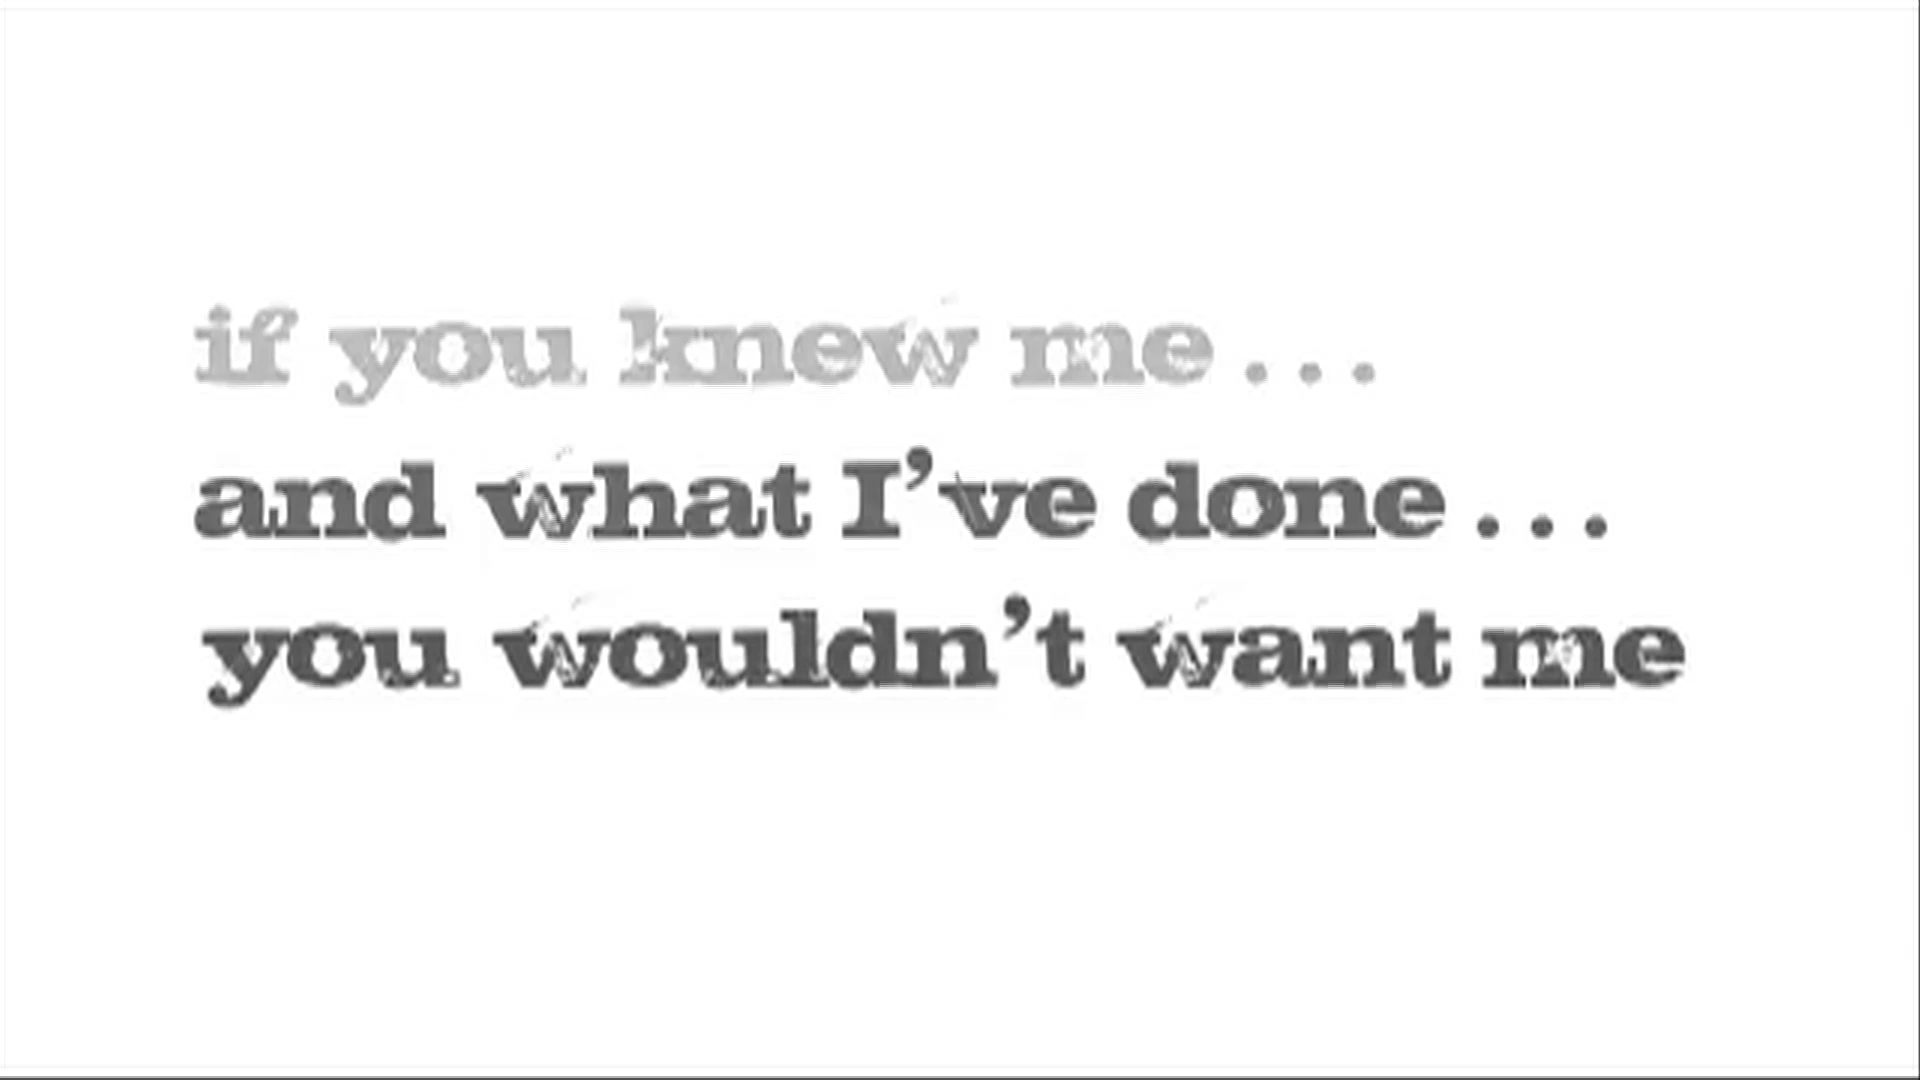 if you knew me...
and what I’ve done...
you wouldn’t want me